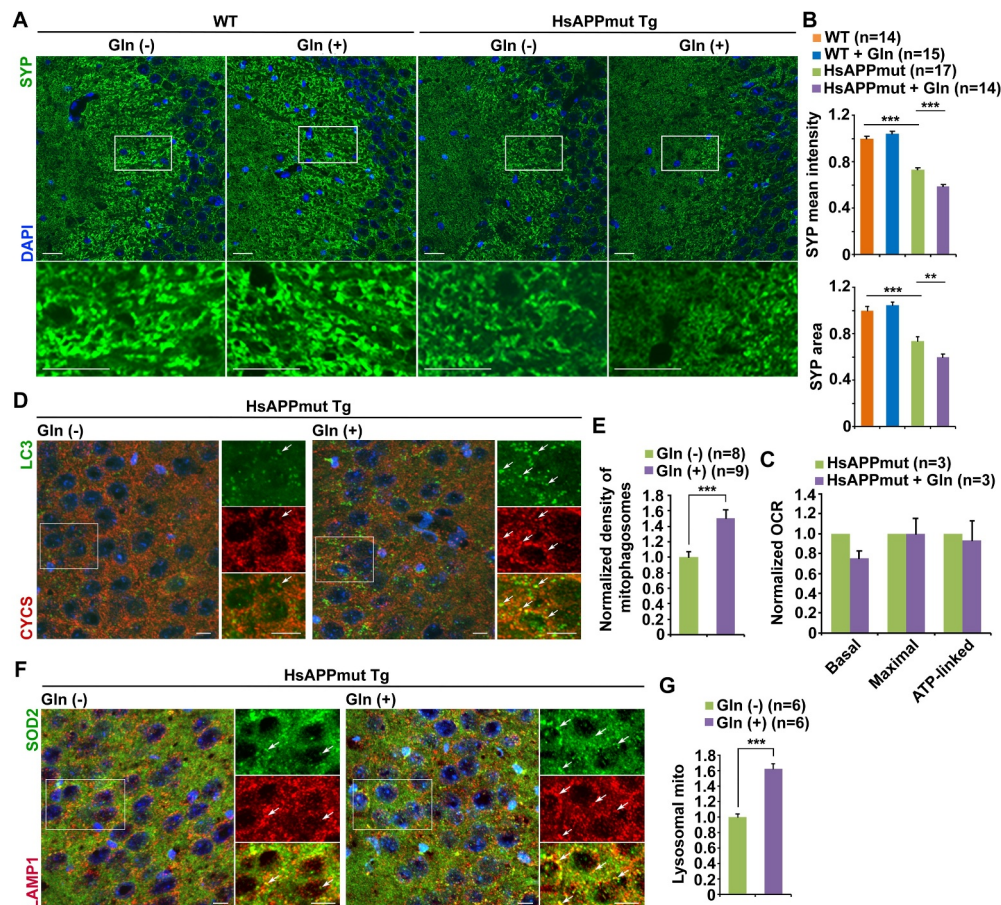 A
WT
HsAPPmut Tg
Gln (-)
Gln (+)
Gln (-)
Gln (+)
SYP
DAPI
B
WT (n=14)
WT + Gln (n=15)
HsAPPmut (n=17)
HsAPPmut + Gln (n=14)
SYP mean intensity
1.2
0.8
0.4
0
***
***
SYP area
1.2
0.8
0.4
0
***
**
D
HsAPPmut Tg
Gln (-)
Gln (+)
LC3
CYCS
E
Gln (-) (n=8)
Gln (+) (n=9)
Normalized density of
mitophagosomes
1.8
1.6
1.4
1.2
1.0
0.8
0.6
0.4
0.2
0
***
C
HsAPPmut (n=3)
HsAPPmut + Gln (n=3)
Normalized OCR
1.4
1.2
1.0
0.8
0.6
0.4
0.2
0
Basal
Maximal
ATP-linked
F
HsAPPmut Tg
Gln (-)
Gln (+)
SOD2
LAMP1
G
Gln (-) (n=6)
Gln (+) (n=6)
Lysosomal mito
1.8
1.6
1.4
1.2
1.0
0.8
0.6
0.4
0.2
0
***